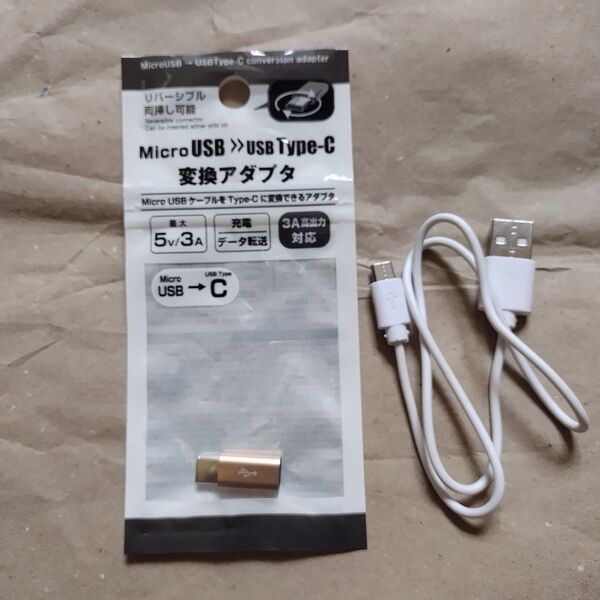 MicroUSB → USBType-C conversion adapter
リバーシブル
両挿し可能
Reversible connector
Can be inserted either side up
Micro USB >> USB Type-C
変換アダプタ
Micro USB ケーブルを Type-C に変換できるアダプタ
最大
5V/3A
充電
データ転送
3A高出力
対応
Micro
USB → USB Type
C